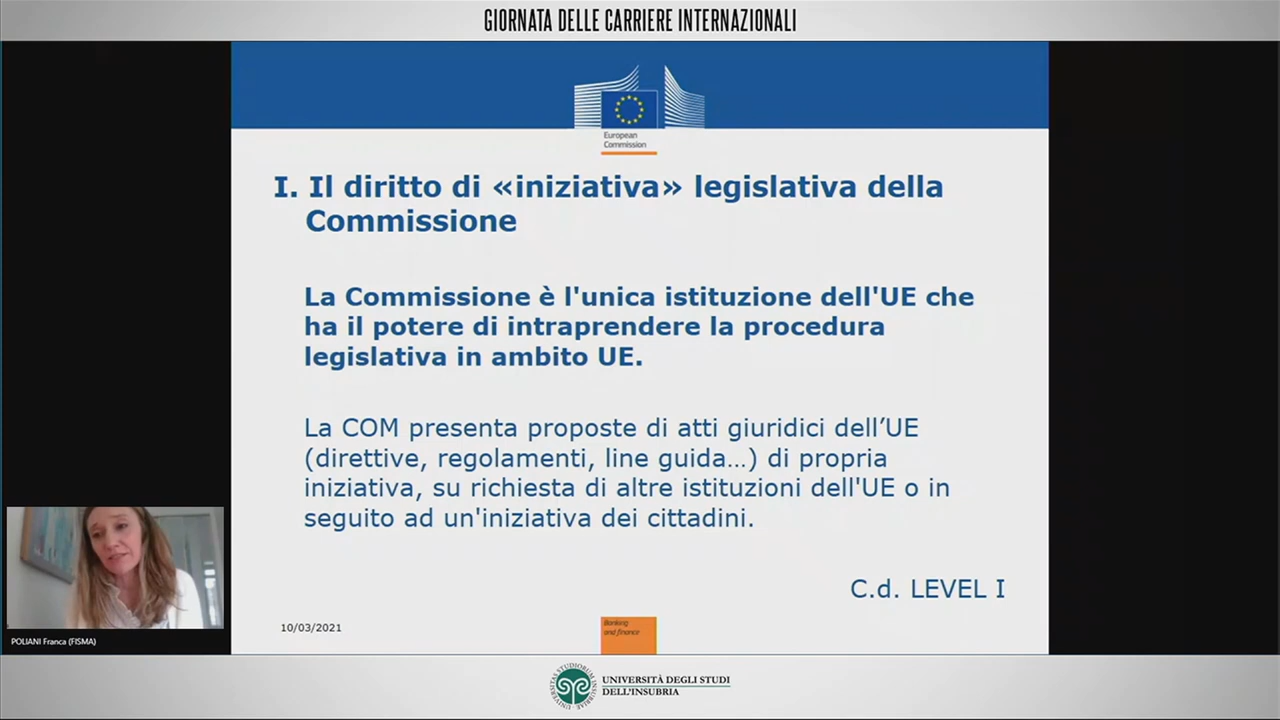 GIORNATA DELLE CARRIERE INTERNAZIONALI
European
Commission
I. Il diritto di «iniziativa» legislativa della
Commissione
La Commissione è l'unica istituzione dell'UE che
ha il potere di intraprendere la procedura
legislativa in ambito UE.
La COM presenta proposte di atti giuridici dell’UE
(direttive, regolamenti, line guida…) di propria
iniziativa, su richiesta di altre istituzioni dell'UE o in
seguito ad un'iniziativa dei cittadini.
C.d. LEVEL I
10/03/2021
Banking
and finance
POLIANI Franca (FISMA)
UNIVERSITÀ DEGLI STUDI
DELL'INSUBRIA